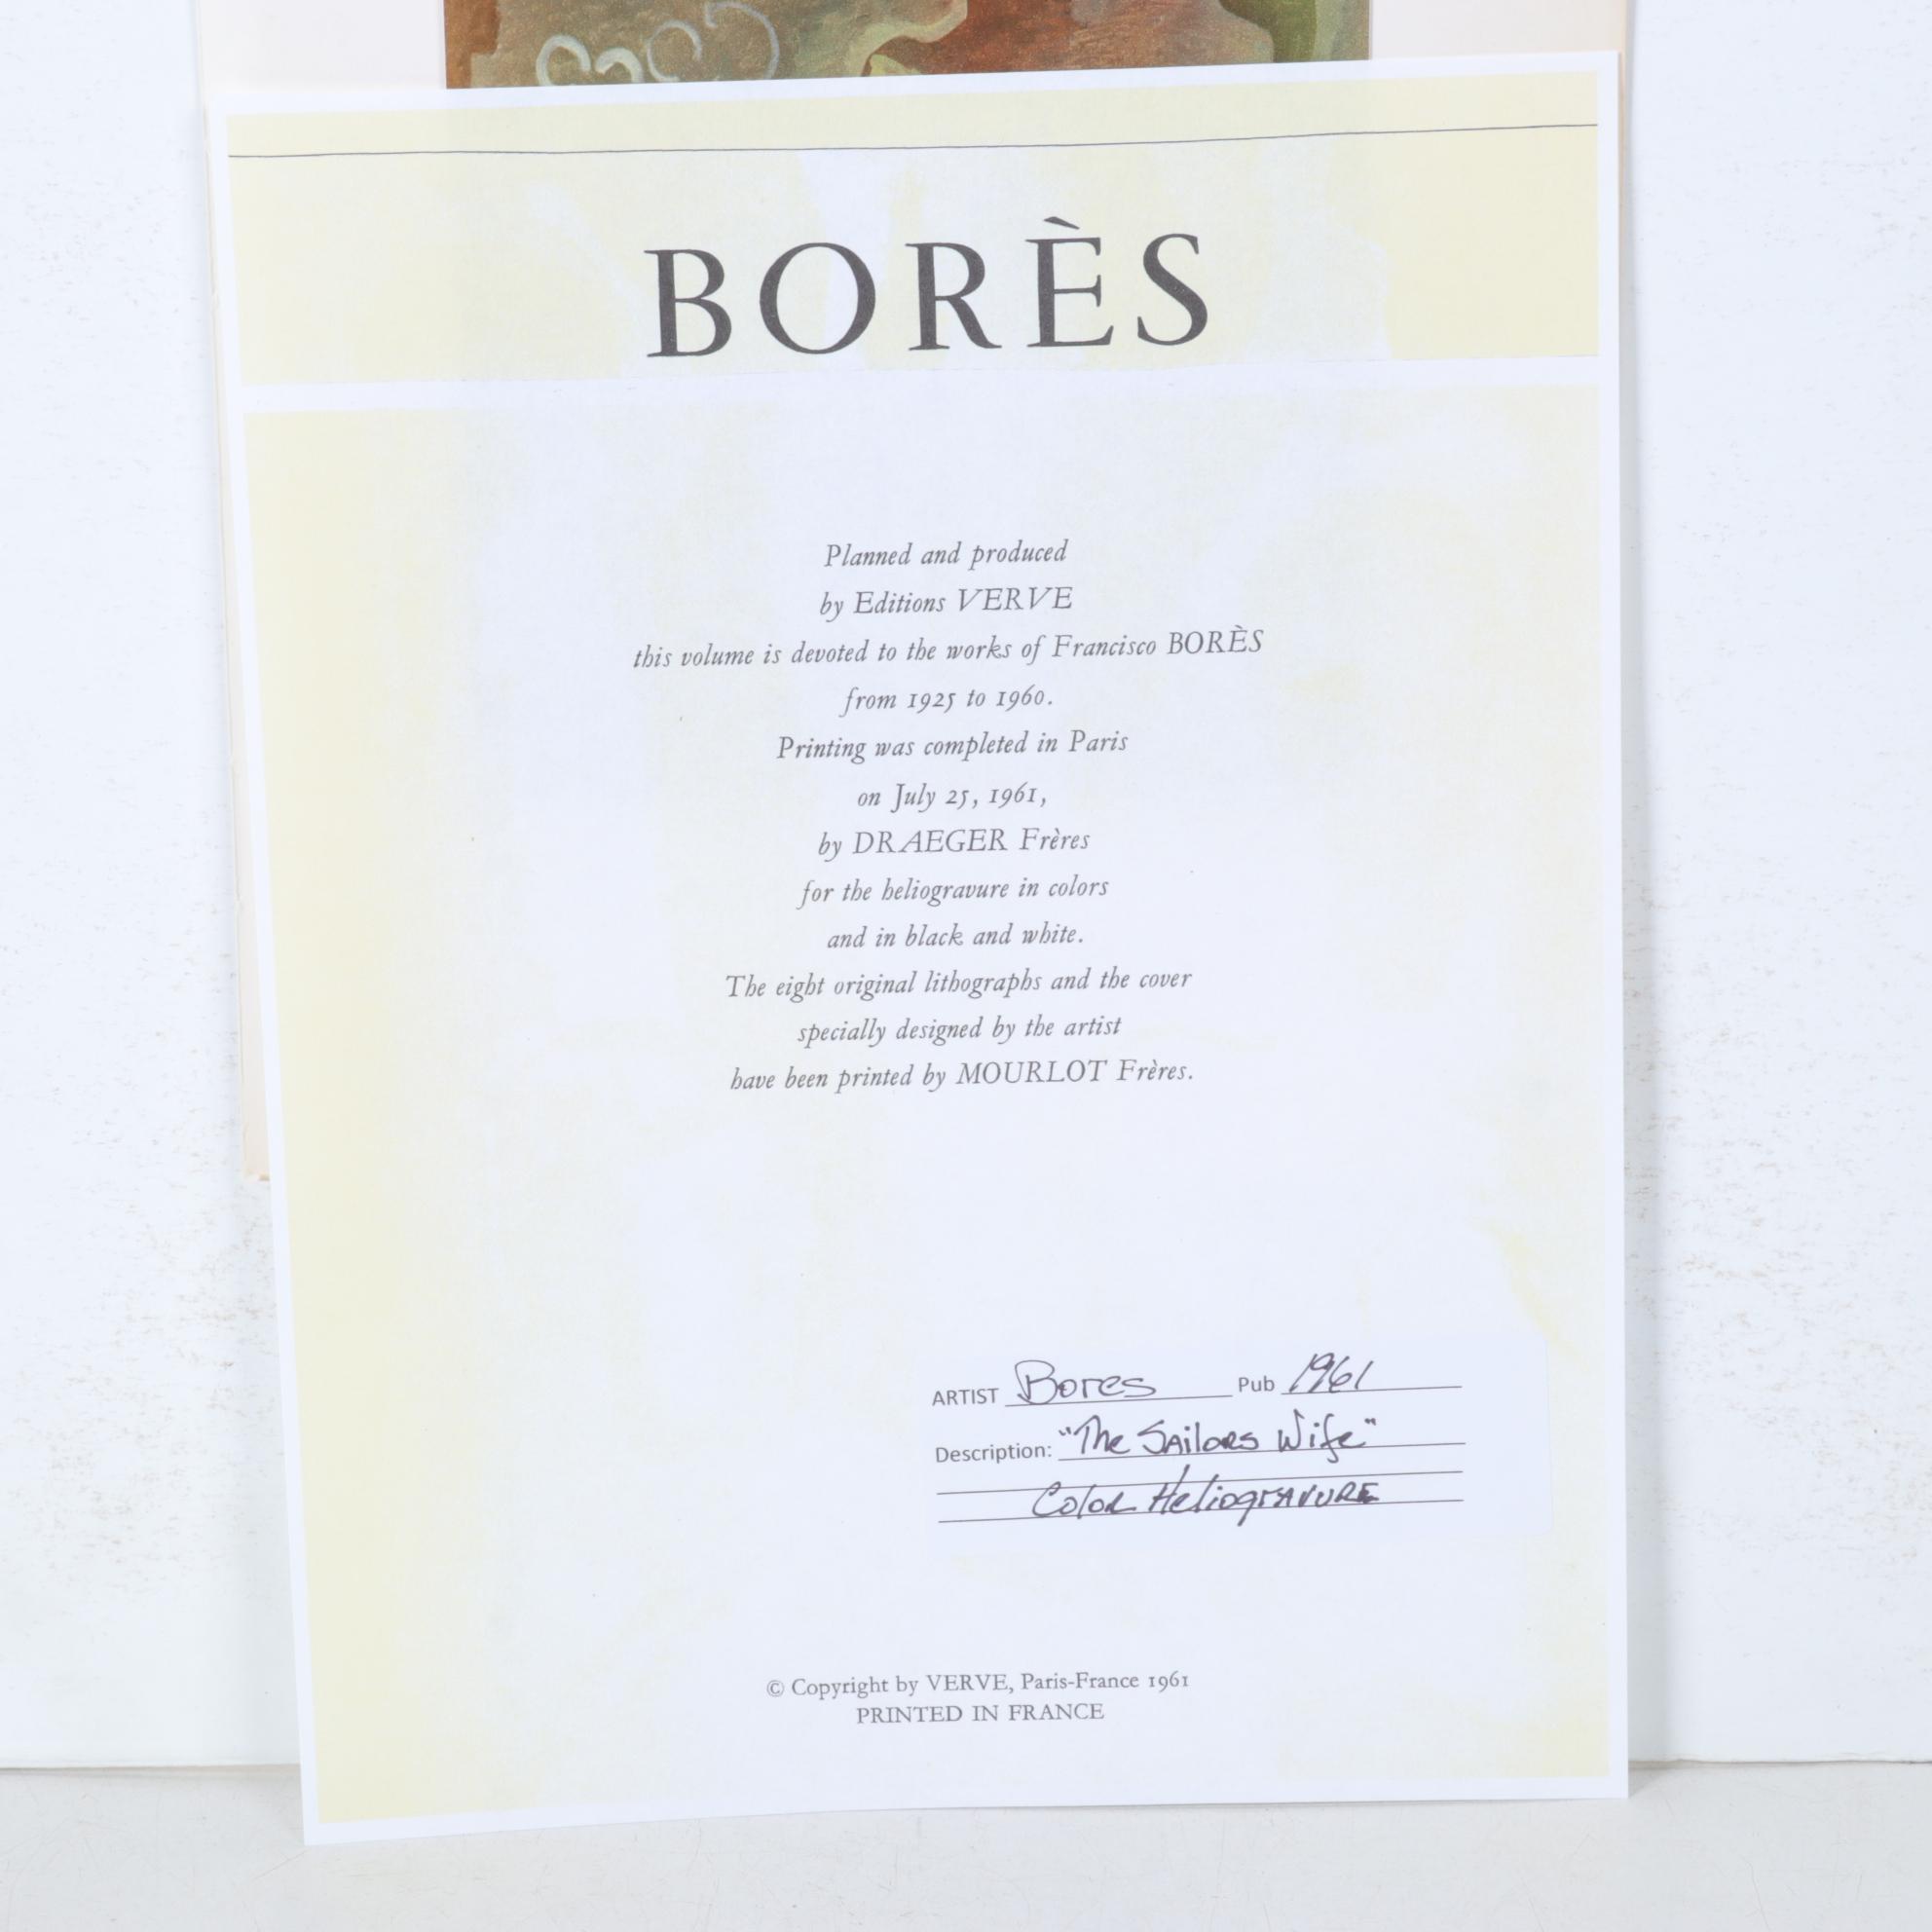 BORÈS
Planned and produced
by Editions VERVE
this volume is devoted to the works of Francisco BORÈS
from 1925 to 1960.
Printing was completed in Paris
on July 25, 1961,
by DRAEGER Frères
for the heliogravure in colors
and in black and white.
The eight original lithographs and the cover
specially designed by the artist
have been printed by MOURLOT Frères.
ARTIST Bores Pub 1961
Description: "The Sailors Wife"
Color Heliogravure
© Copyright by VERVE, Paris-France 1961
PRINTED IN FRANCE